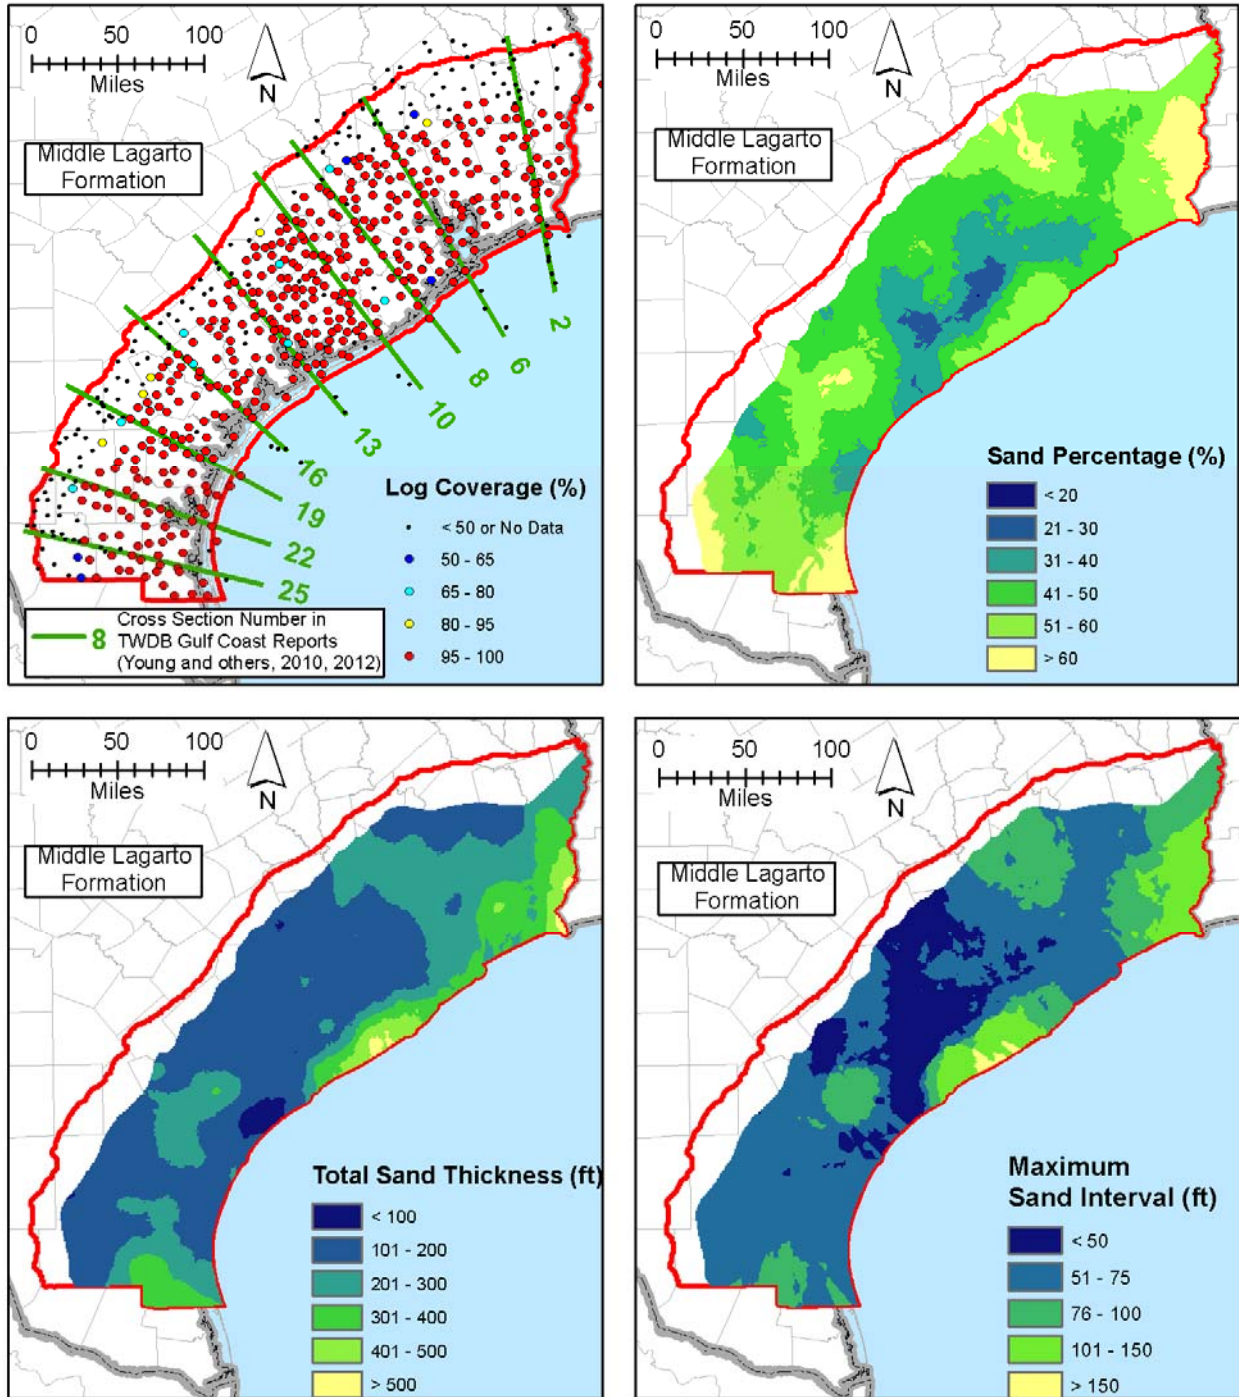 0 50 100
Miles
N
Middle Lagarto
Formation
2
6
8
10
13
16
19
22
25
Log Coverage (%)
< 50 or No Data
50 - 65
65 - 80
80 - 95
95 - 100
8 Cross Section Number in
TWDB Gulf Coast Reports
(Young and others, 2010, 2012)
0 50 100
Miles
N
Middle Lagarto
Formation
Sand Percentage (%)
< 20
21 - 30
31 - 40
41 - 50
51 - 60
> 60
0 50 100
Miles
N
Middle Lagarto
Formation
Total Sand Thickness (ft)
< 100
101 - 200
201 - 300
301 - 400
401 - 500
> 500
0 50 100
Miles
N
Middle Lagarto
Formation
Maximum
Sand Interval (ft)
< 50
51 - 75
76 - 100
101 - 150
> 150